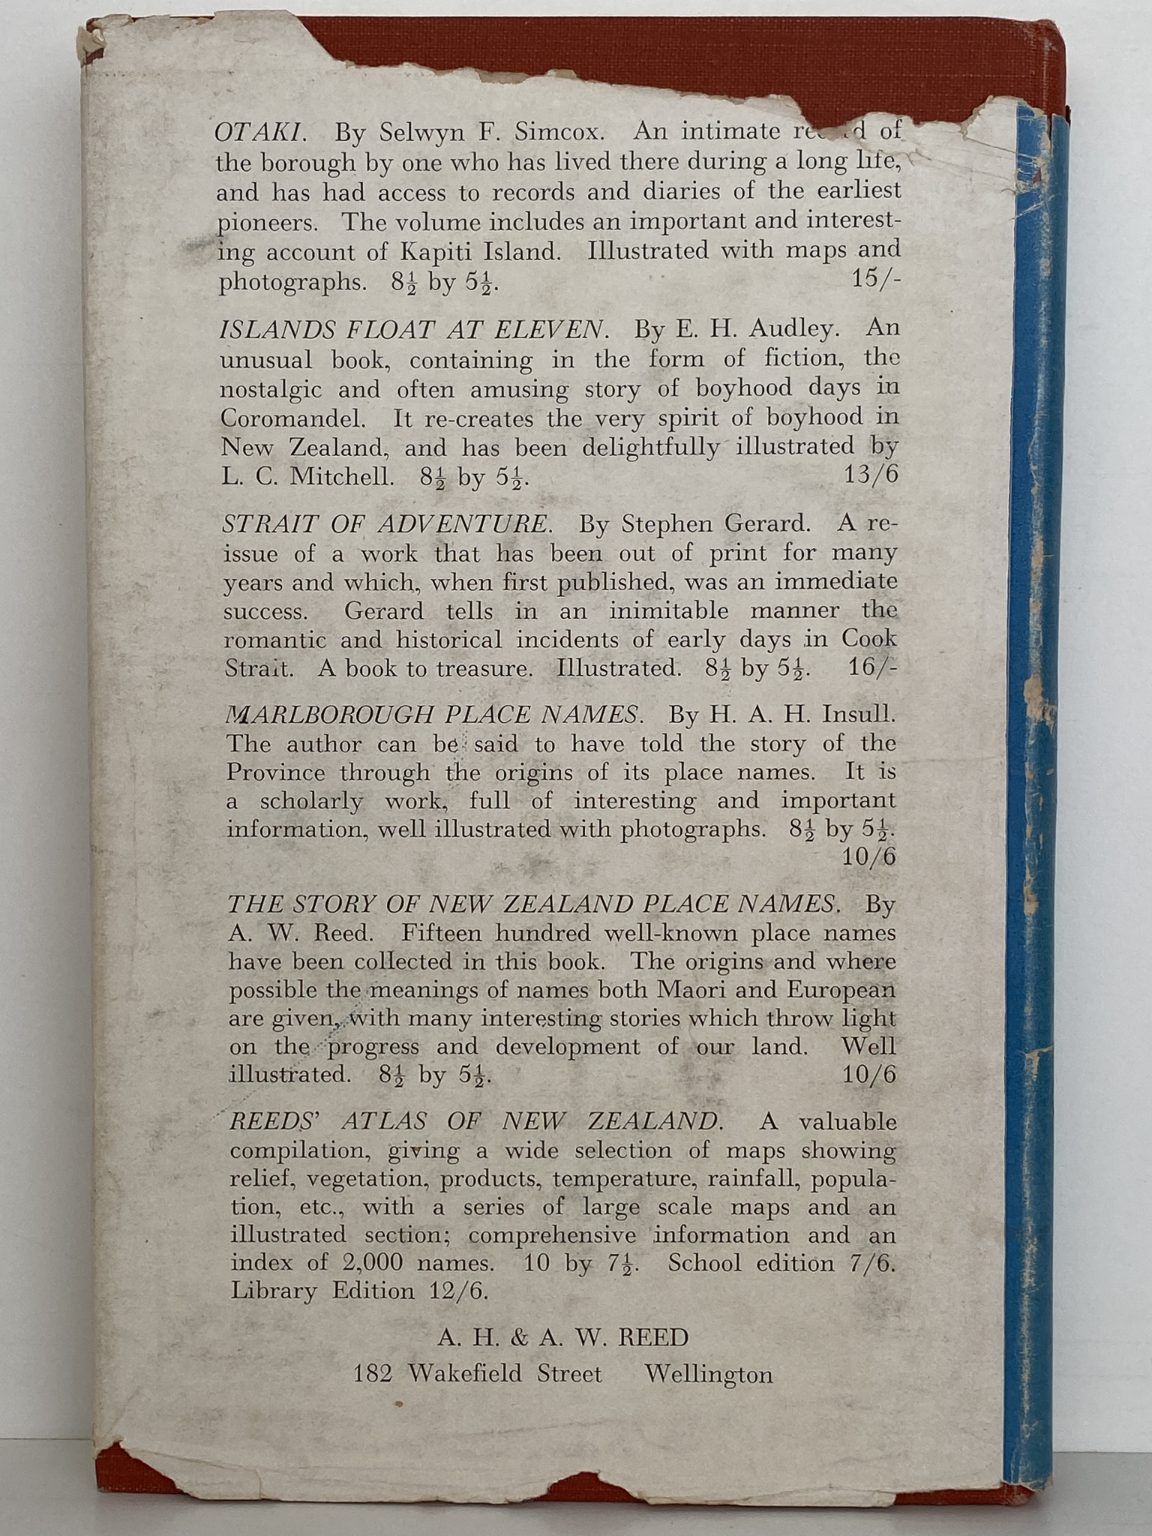 OTAKI. By Selwyn F. Simcox. An intimate of
the borough by one who has lived there during a long life,
and has had access to records and diaries of the earliest
pioneers. The volume includes an important and interest-
ing account of Kapiti Island. Illustrated with maps and
photographs. 8½ by 5½. 15/-
ISLANDS FLOAT AT ELEVEN. By E. H. Audley. An
unusual book, containing in the form of fiction, the
nostalgic and often amusing story of boyhood days in
Coromandel. It re-creates the very spirit of boyhood in
New Zealand, and has been delightfully illustrated by
L. C. Mitchell. 8½ by 5½. 13/6
STRAIT OF ADVENTURE. By Stephen Gerard. A re-
issue of a work that has been out of print for many
years and which, when first published, was an immediate
success. Gerard tells in an inimitable manner the
romantic and historical incidents of early days in Cook
Strait. A book to treasure. Illustrated. 8½ by 5½. 16/-
MARLBOROUGH PLACE NAMES. By H. A. H. Insull.
The author can be said to have told the story of the
Province through the origins of its place names. It is
a scholarly work, full of interesting and important
information, well illustrated with photographs. 8½ by 5½.
10/6
THE STORY OF NEW ZEALAND PLACE NAMES. By
A. W. Reed. Fifteen hundred well-known place names
have been collected in this book. The origins and where
possible the meanings of names both Maori and European
are given, with many interesting stories which throw light
on the progress and development of our land. Well
illustrated. 8½ by 5½. 10/6
REEDS' ATLAS OF NEW ZEALAND. A valuable
compilation, giving a wide selection of maps showing
relief, vegetation, products, temperature, rainfall, popula-
tion, etc., with a series of large scale maps and an
illustrated section; comprehensive information and an
index of 2,000 names. 10 by 7½. School edition 7/6.
Library Edition 12/6.
A. H. & A. W. REED
182 Wakefield Street Wellington